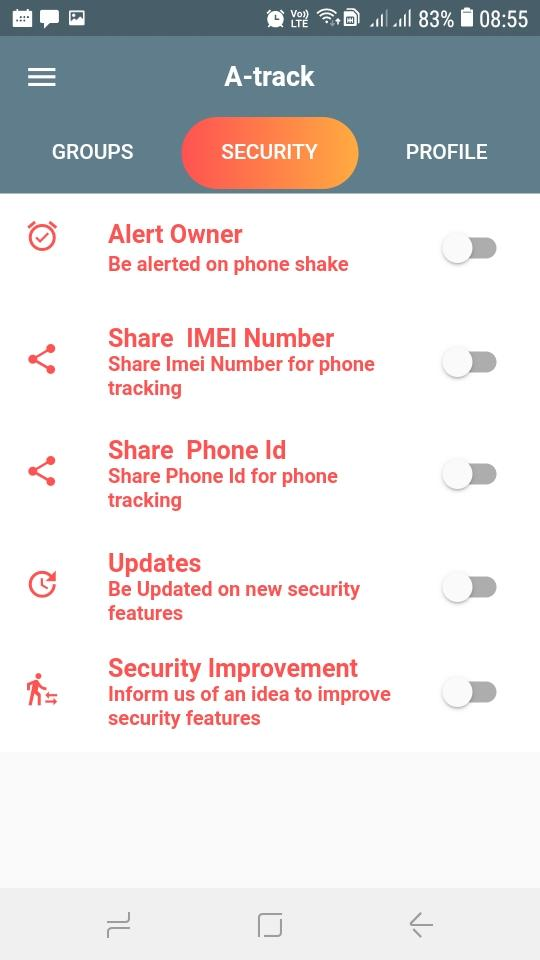 Vo)) LTE 83% 08:55
A-track
GROUPS SECURITY PROFILE
Alert Owner
Be alerted on phone shake
Share  IMEI Number
Share Imei Number for phone
tracking
Share  Phone Id
Share Phone Id for phone
tracking
Updates
Be Updated on new security
features
Security Improvement
Inform us of an idea to improve
security features